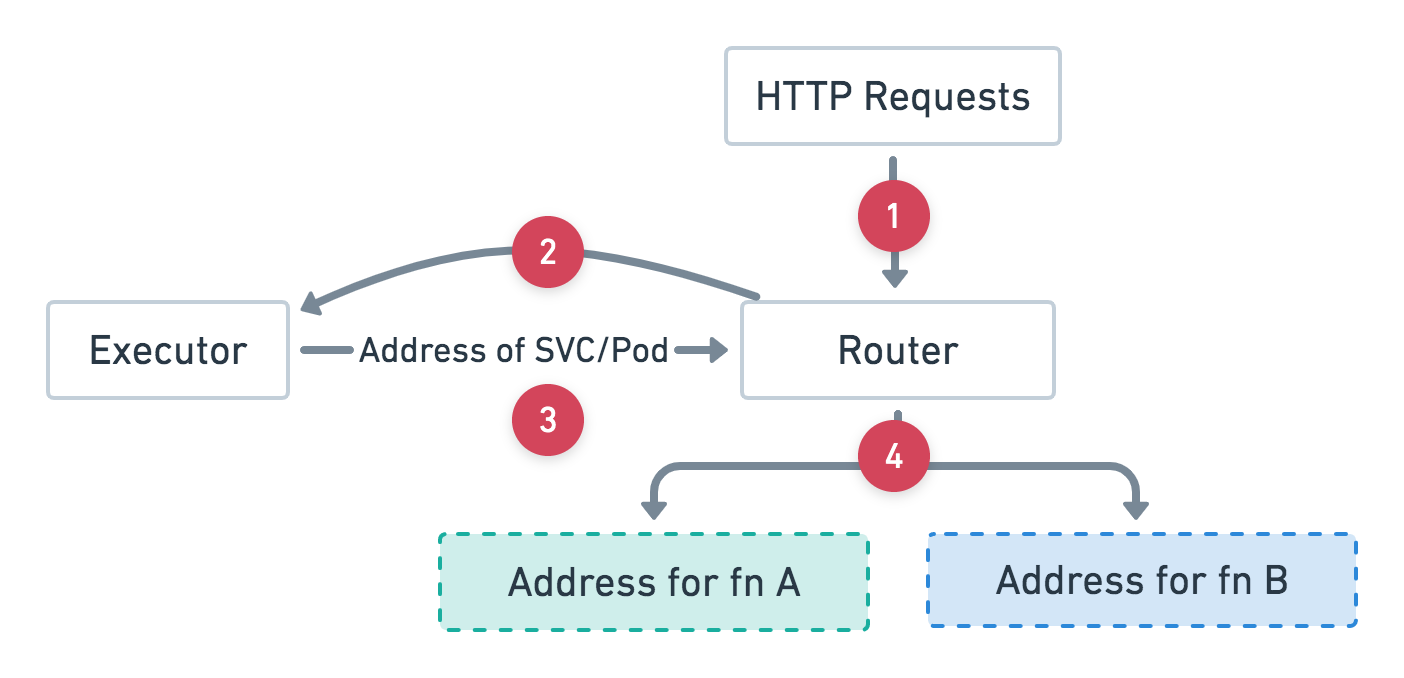 HTTP Requests
1
2
Executor
Address of SVC/Pod
Router
3
4
Address for fn A
Address for fn B